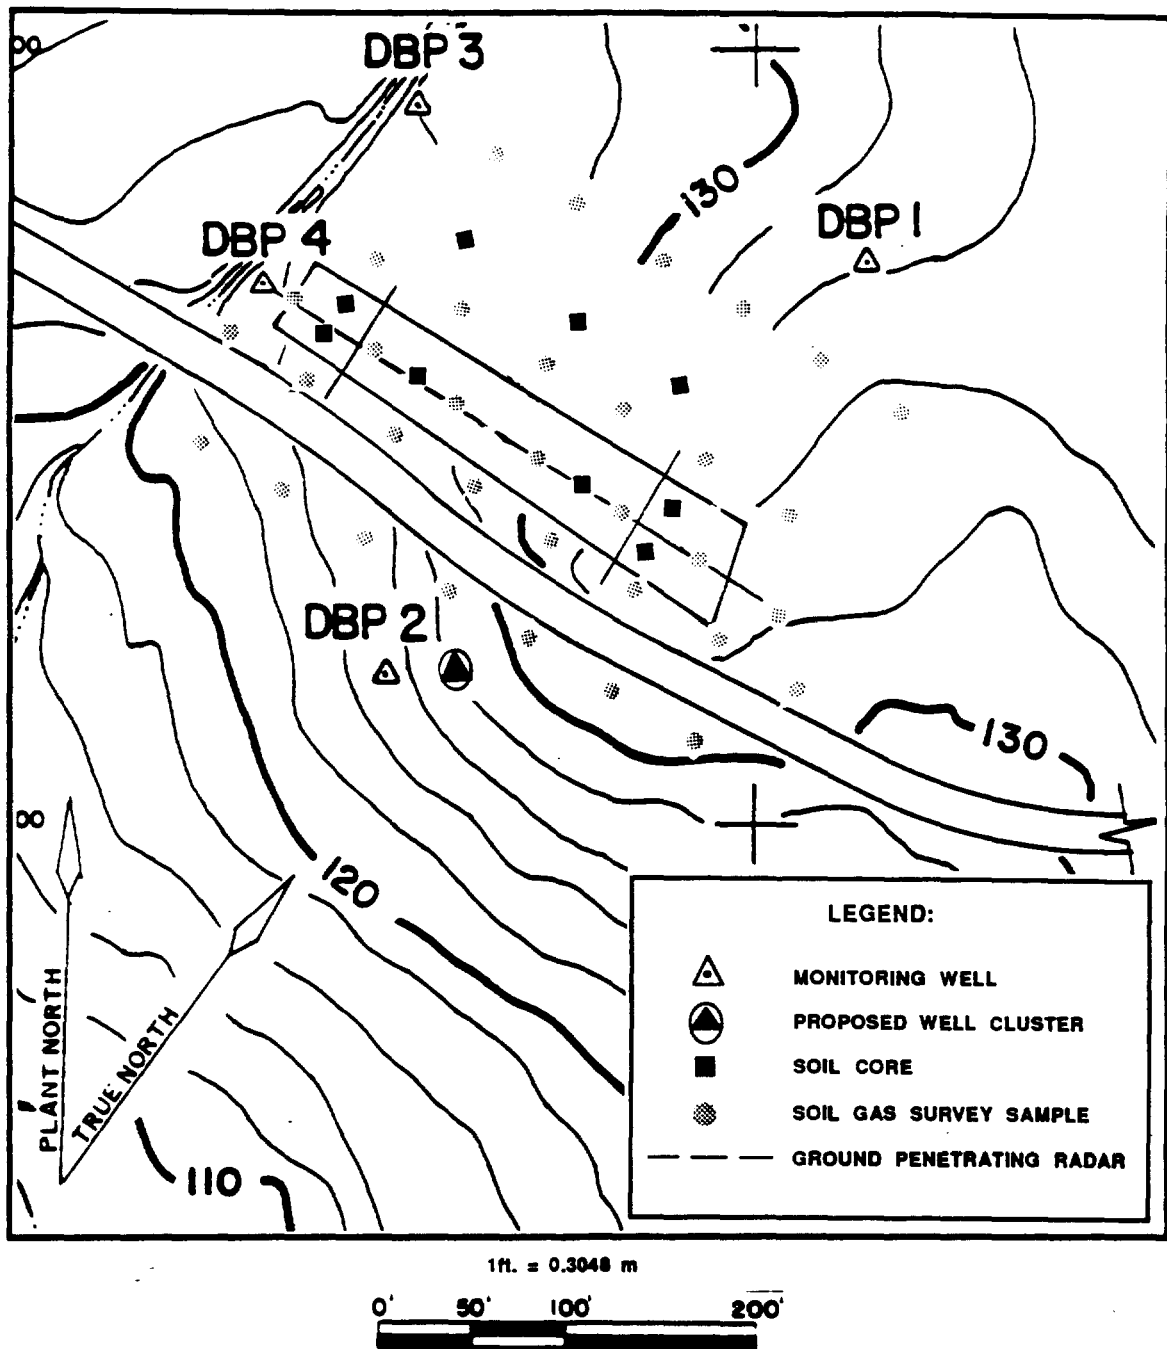 DBP 3
130
DBP 1
DBP 4
DBP 2
130
120
PLANT NORTH
TRUE NORTH
110
LEGEND:
MONITORING WELL
PROPOSED WELL CLUSTER
SOIL CORE
SOIL GAS SURVEY SAMPLE
GROUND PENETRATING RADAR
1ft. = 0.3048 m
0' 50' 100' 200'